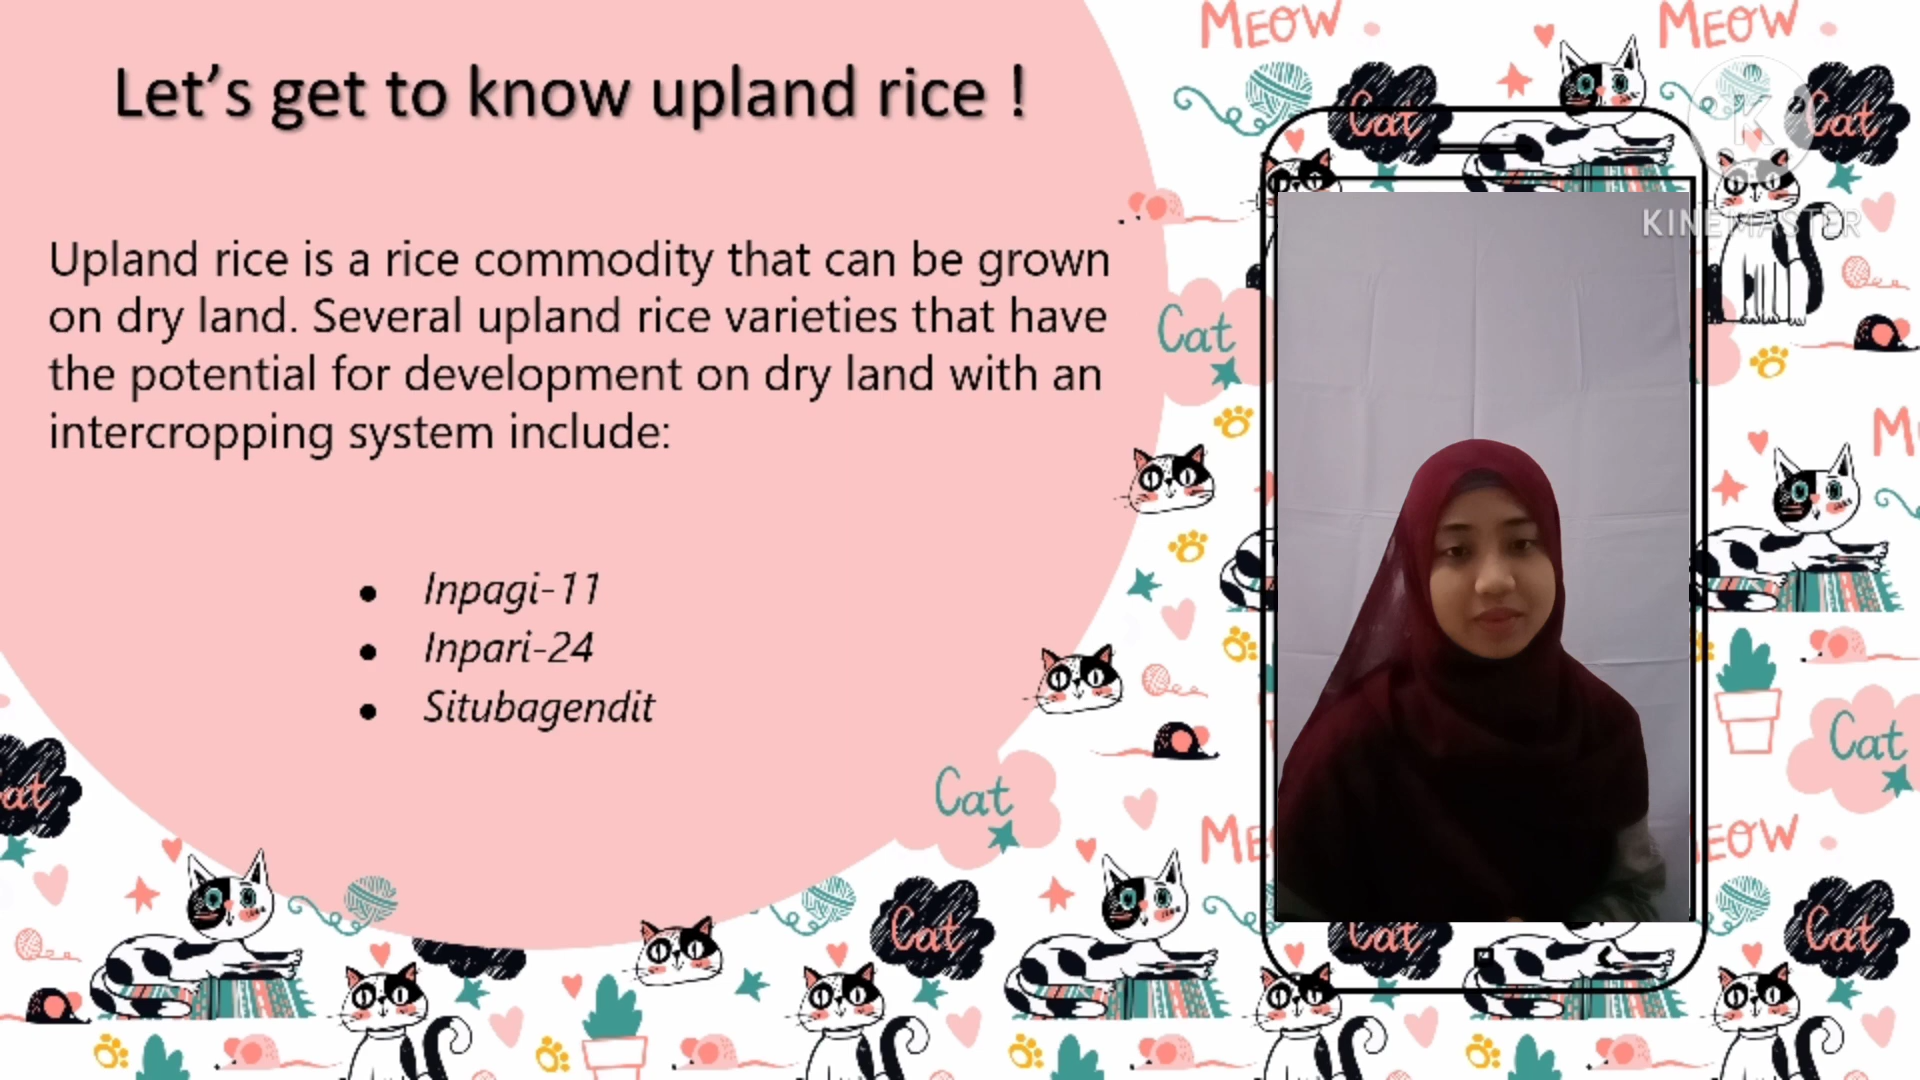 Let's get to know upland rice !
Upland rice is a rice commodity that can be grown
on dry land. Several upland rice varieties that have
the potential for development on dry land with an
intercropping system include:
• Inpagi-11
• Inpari-24
• Situbagendit
MEOW
MEOW
Cat
Cat
K
KINEMASTER
Cat
Cat
Cat
MEOW
Cat
Cat
Cat